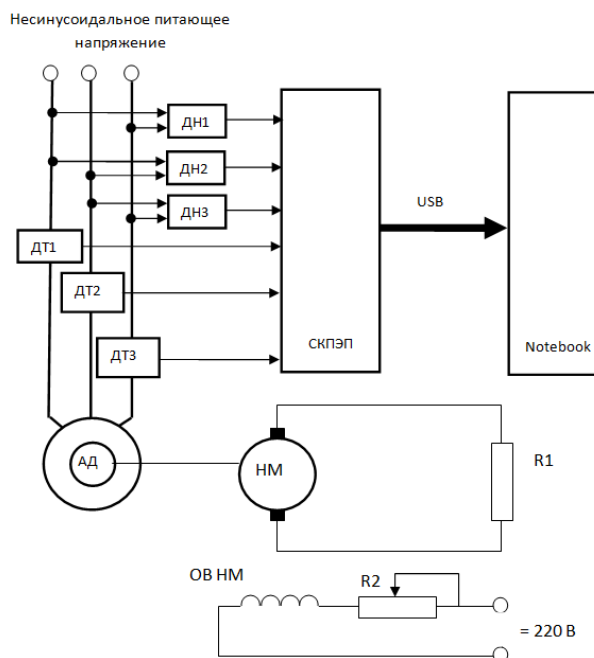 Несинусоидальное питающее
напряжение
ДН1
ДН2
ДН3
USB
ДТ1
ДТ2
ДТ3
СКПЭП
Notebook
АД
НМ
R1
ОВ НМ
R2
= 220 В